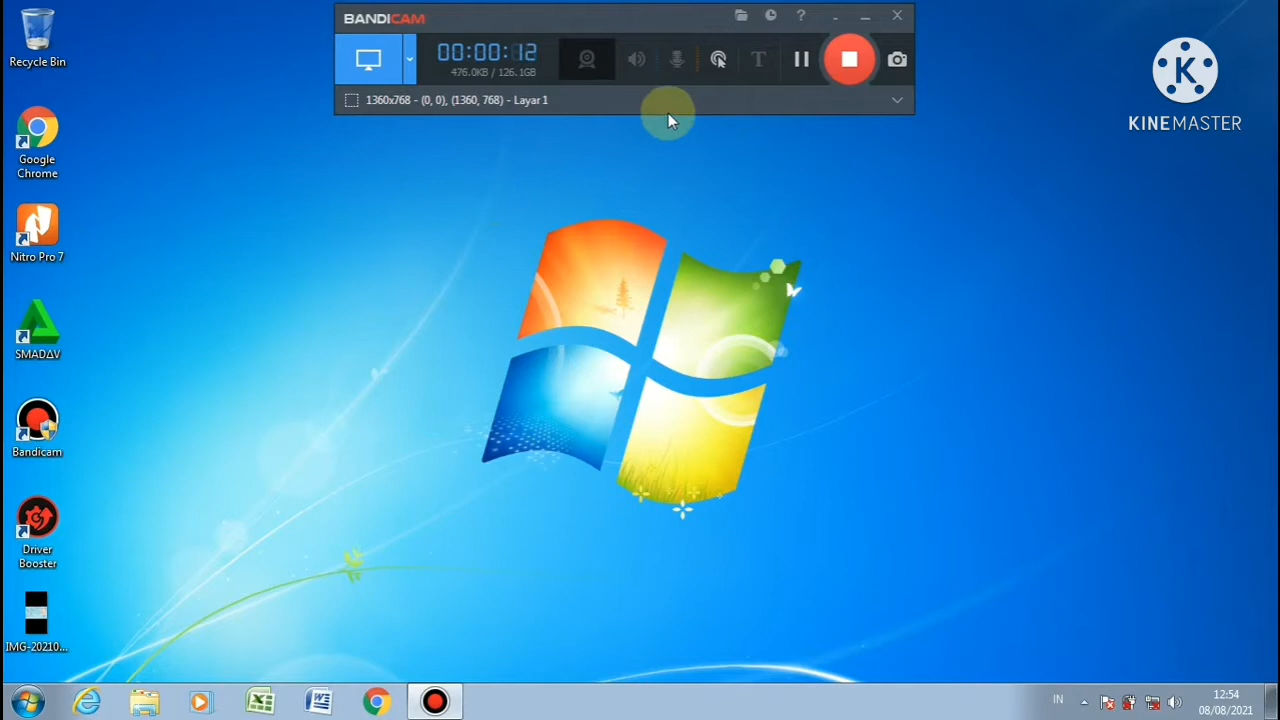 Recycle Bin
Google
Chrome
Nitro Pro 7
SMADΔV
Bandicam
Driver
Booster
IMG-20210...
BANDICAM
00:00:12
476.0KB / 126.1GB
T
1360x768 - (0, 0), (1360, 768) - Layar 1
K
KINEMASTER
IN
12:54
08/08/2021